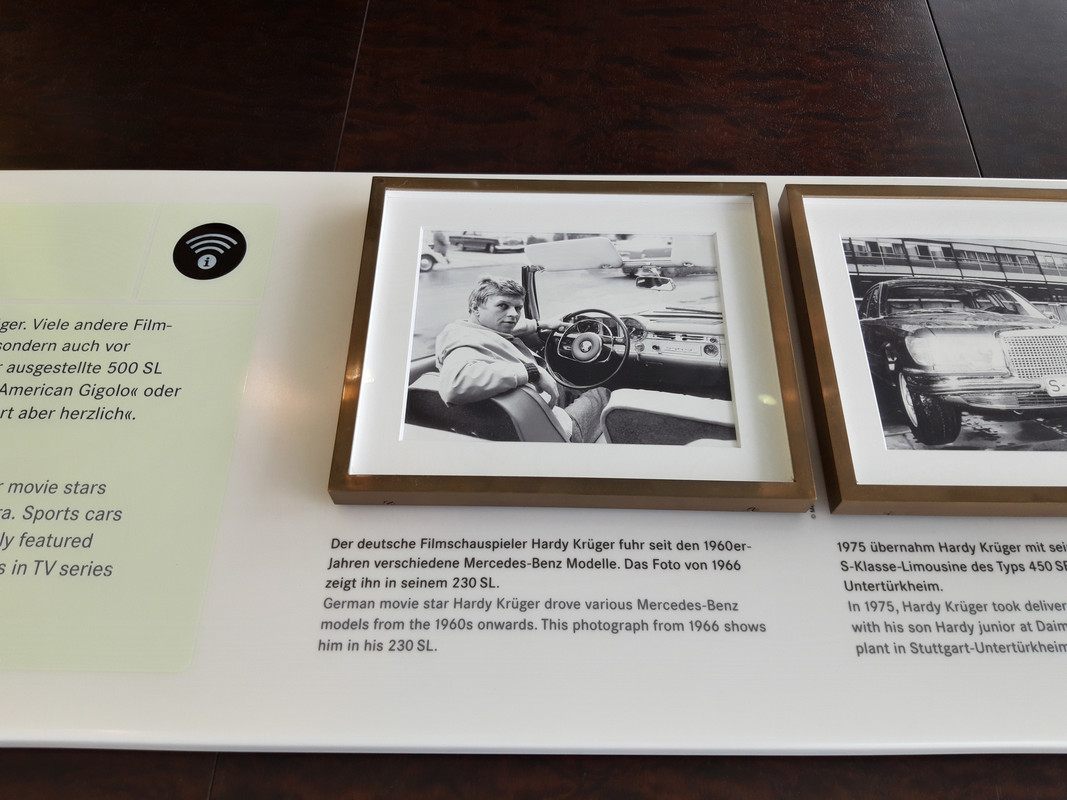 ger. Viele andere Film-
sondern auch vor
ausgestellte 500 SL
American Gigolo« oder
rt aber herzlich«.
r movie stars
ra. Sports cars
ly featured
s in TV series
i
Der deutsche Filmschauspieler Hardy Krüger fuhr seit den 1960er-
Jahren verschiedene Mercedes-Benz Modelle. Das Foto von 1966
zeigt ihn in seinem 230 SL.
German movie star Hardy Krüger drove various Mercedes-Benz
models from the 1960s onwards. This photograph from 1966 shows
him in his 230 SL.
S-
1975 übernahm Hardy Krüger mit sei
S-Klasse-Limousine des Typs 450 SE
Untertürkheim.
In 1975, Hardy Krüger took deliver
with his son Hardy junior at Daim
plant in Stuttgart-Untertürkheim